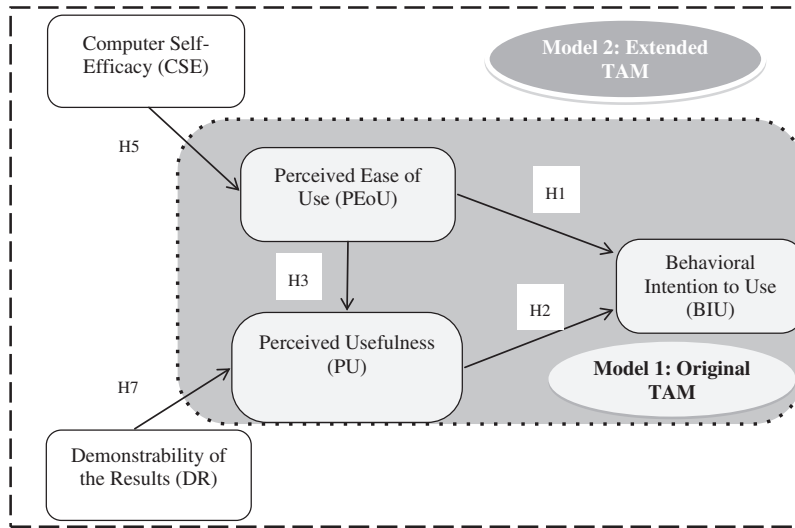 Computer Self-
Efficacy (CSE)
Model 2: Extended
TAM
H5
Perceived Ease of
Use (PEoU)
H1
H3
Behavioral
Intention to Use
(BIU)
H2
Perceived Usefulness
(PU)
Model 1: Original
TAM
H7
Demonstrability of
the Results (DR)